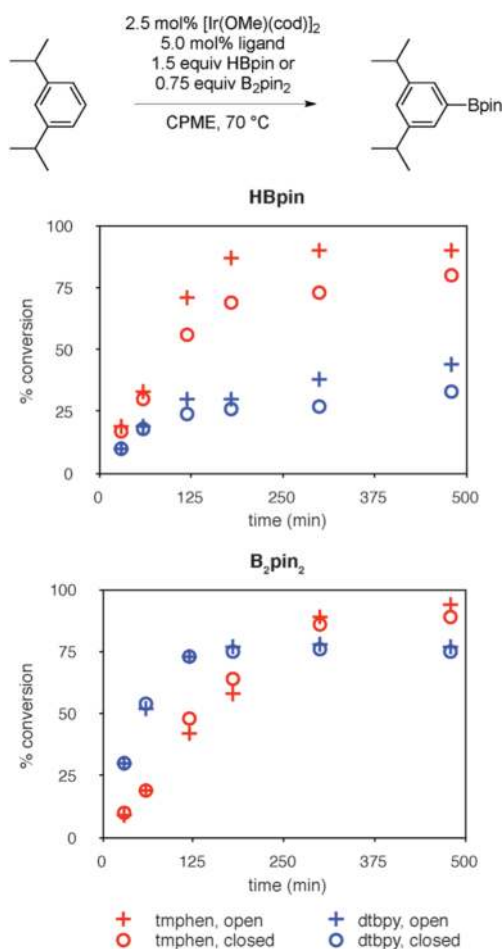 2.5 mol% [Ir(OMe)(cod)]2
5.0 mol% ligand
1.5 equiv HBpin or
0.75 equiv B2pin2
CPME, 70 °C
Bpin
HBpin
100
75
50
25
0
% conversion
0 125 250 375 500
time (min)
B2pin2
100
75
50
25
0
% conversion
0 125 250 375 500
time (min)
tmphen, open dtbpy, open
tmphen, closed dtbpy, closed